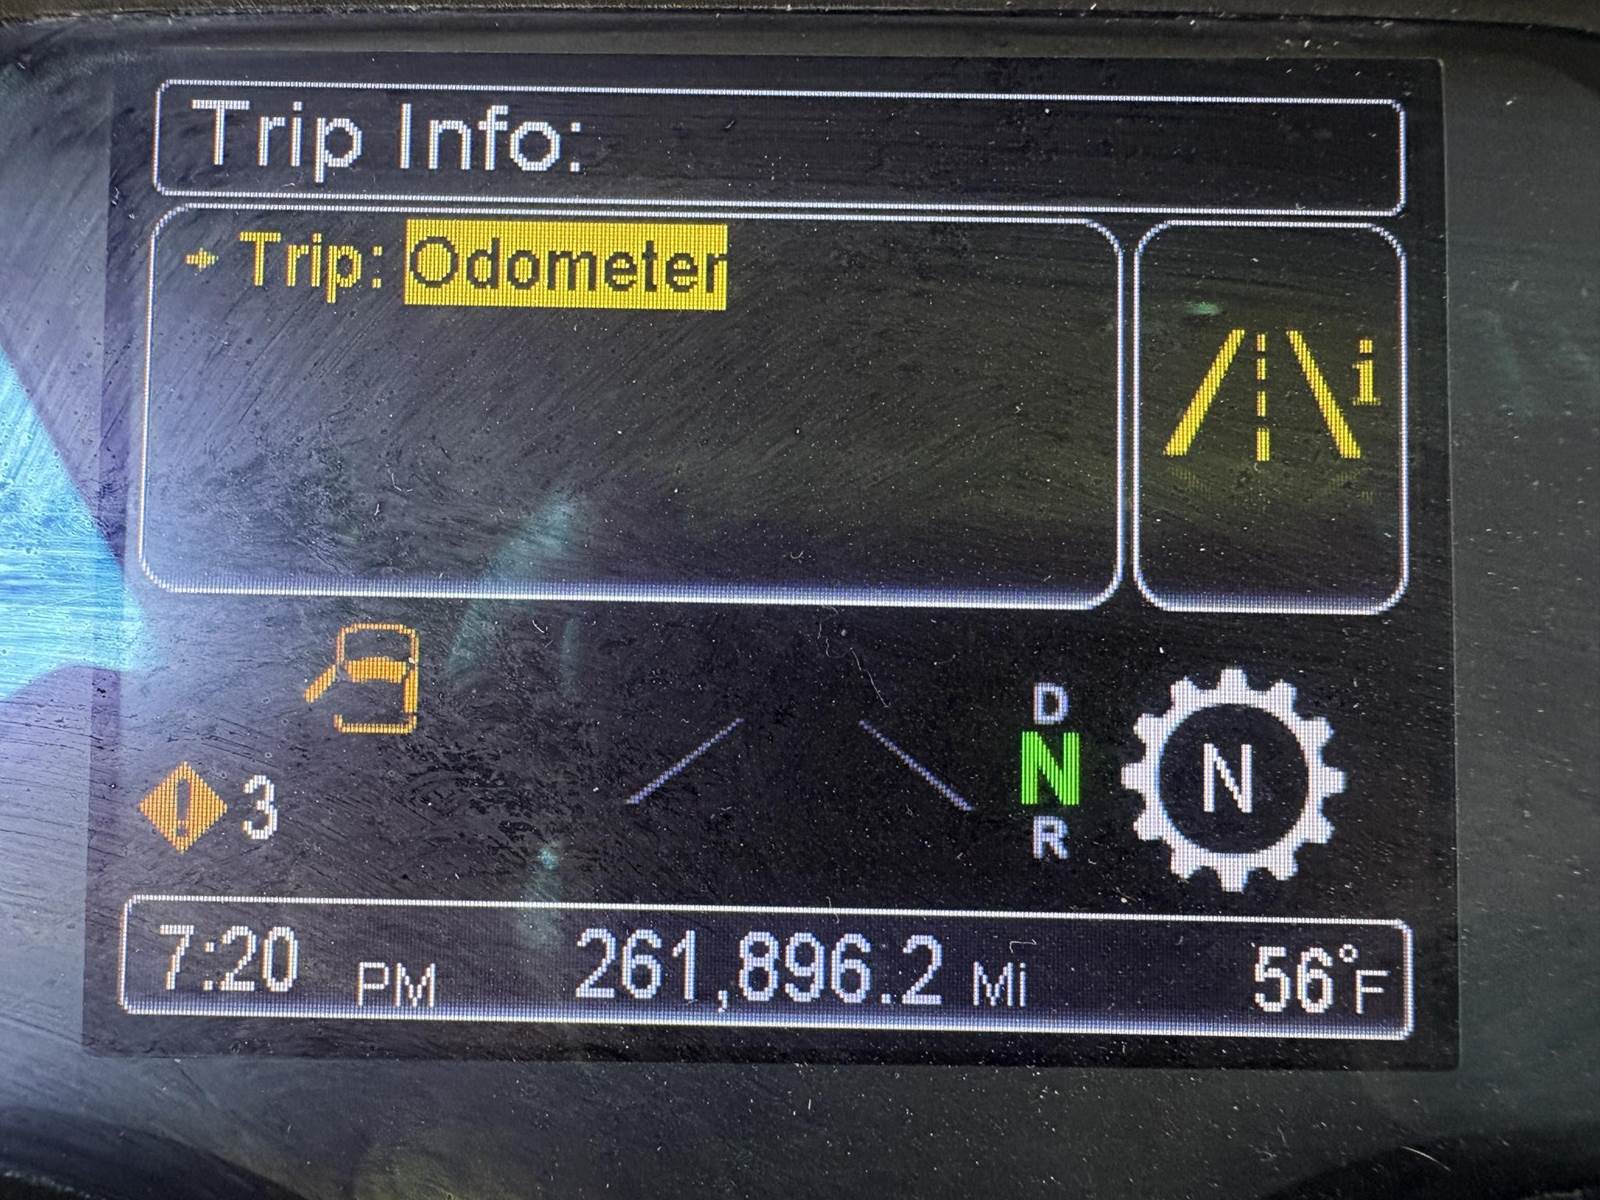 Trip Info:
Trip: Odometer
i
D
N
R
N
! 3
7:20 PM 261,896.2 Mi 56°F